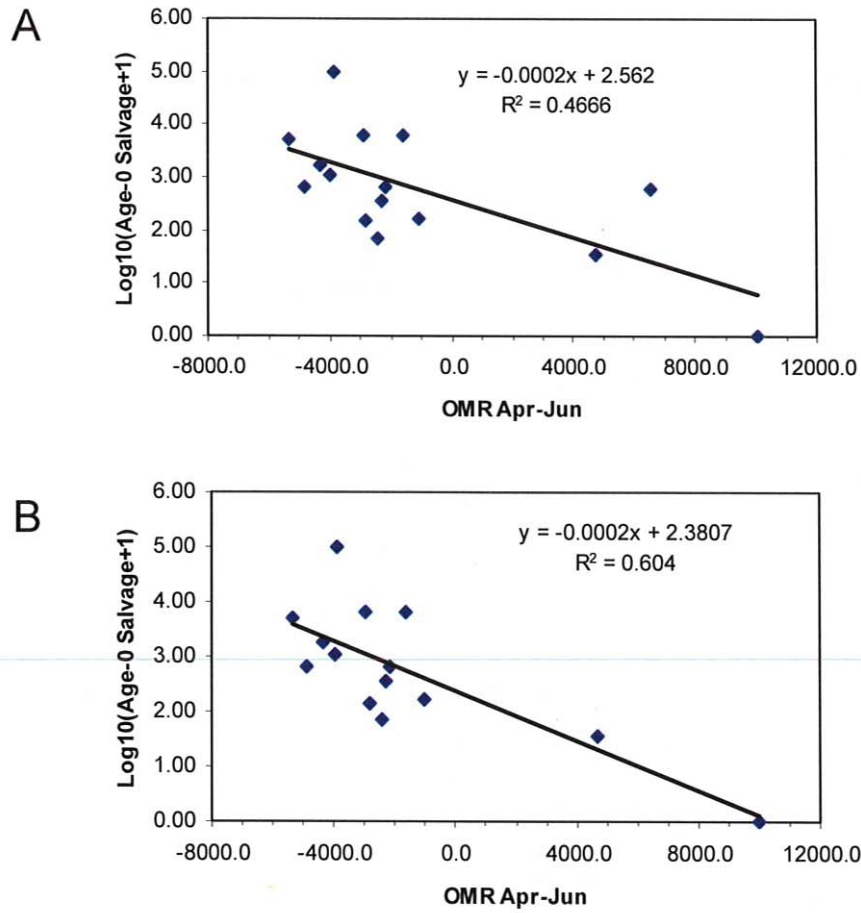 A
6.00
5.00
4.00
3.00
2.00
1.00
0.00
Log10(Age-0 Salvage+1)
y = -0.0002x + 2.562
R² = 0.4666
-8000.0 -4000.0 0.0 4000.0 8000.0 12000.0
OMR Apr-Jun
B
6.00
5.00
4.00
3.00
2.00
1.00
0.00
Log10(Age-0 Salvage+1)
y = -0.0002x + 2.3807
R² = 0.604
-8000.0 -4000.0 0.0 4000.0 8000.0 12000.0
OMR Apr-Jun